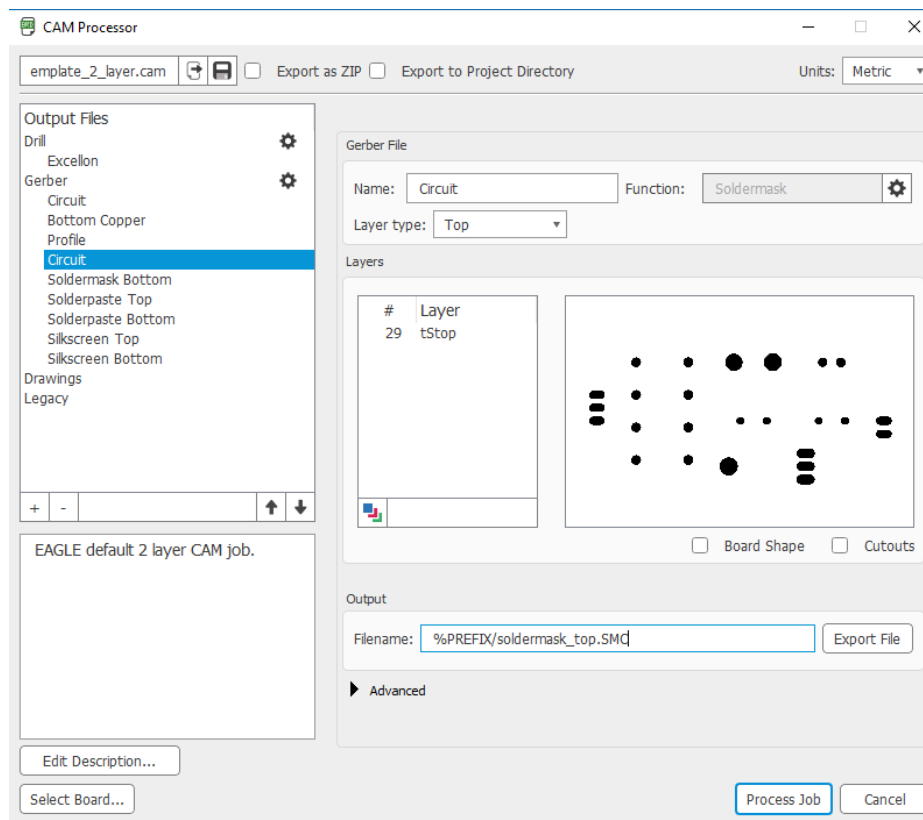 CAM Processor
emplate_2_layer.cam
Export as ZIP
Export to Project Directory
Units:
Metric
Output Files
Drill
Excellon
Gerber
Circuit
Bottom Copper
Profile
Circuit
Soldermask Bottom
Solderpaste Top
Solderpaste Bottom
Silkscreen Top
Silkscreen Bottom
Drawings
Legacy
+ -
EAGLE default 2 layer CAM job.
Edit Description...
Select Board...
Gerber File
Name: Circuit Function: Soldermask
Layer type: Top
Layers
# Layer
29 tStop
Board Shape Cutouts
Output
Filename: %PREFIX/soldermask_top.SMC Export File
Advanced
Process Job Cancel